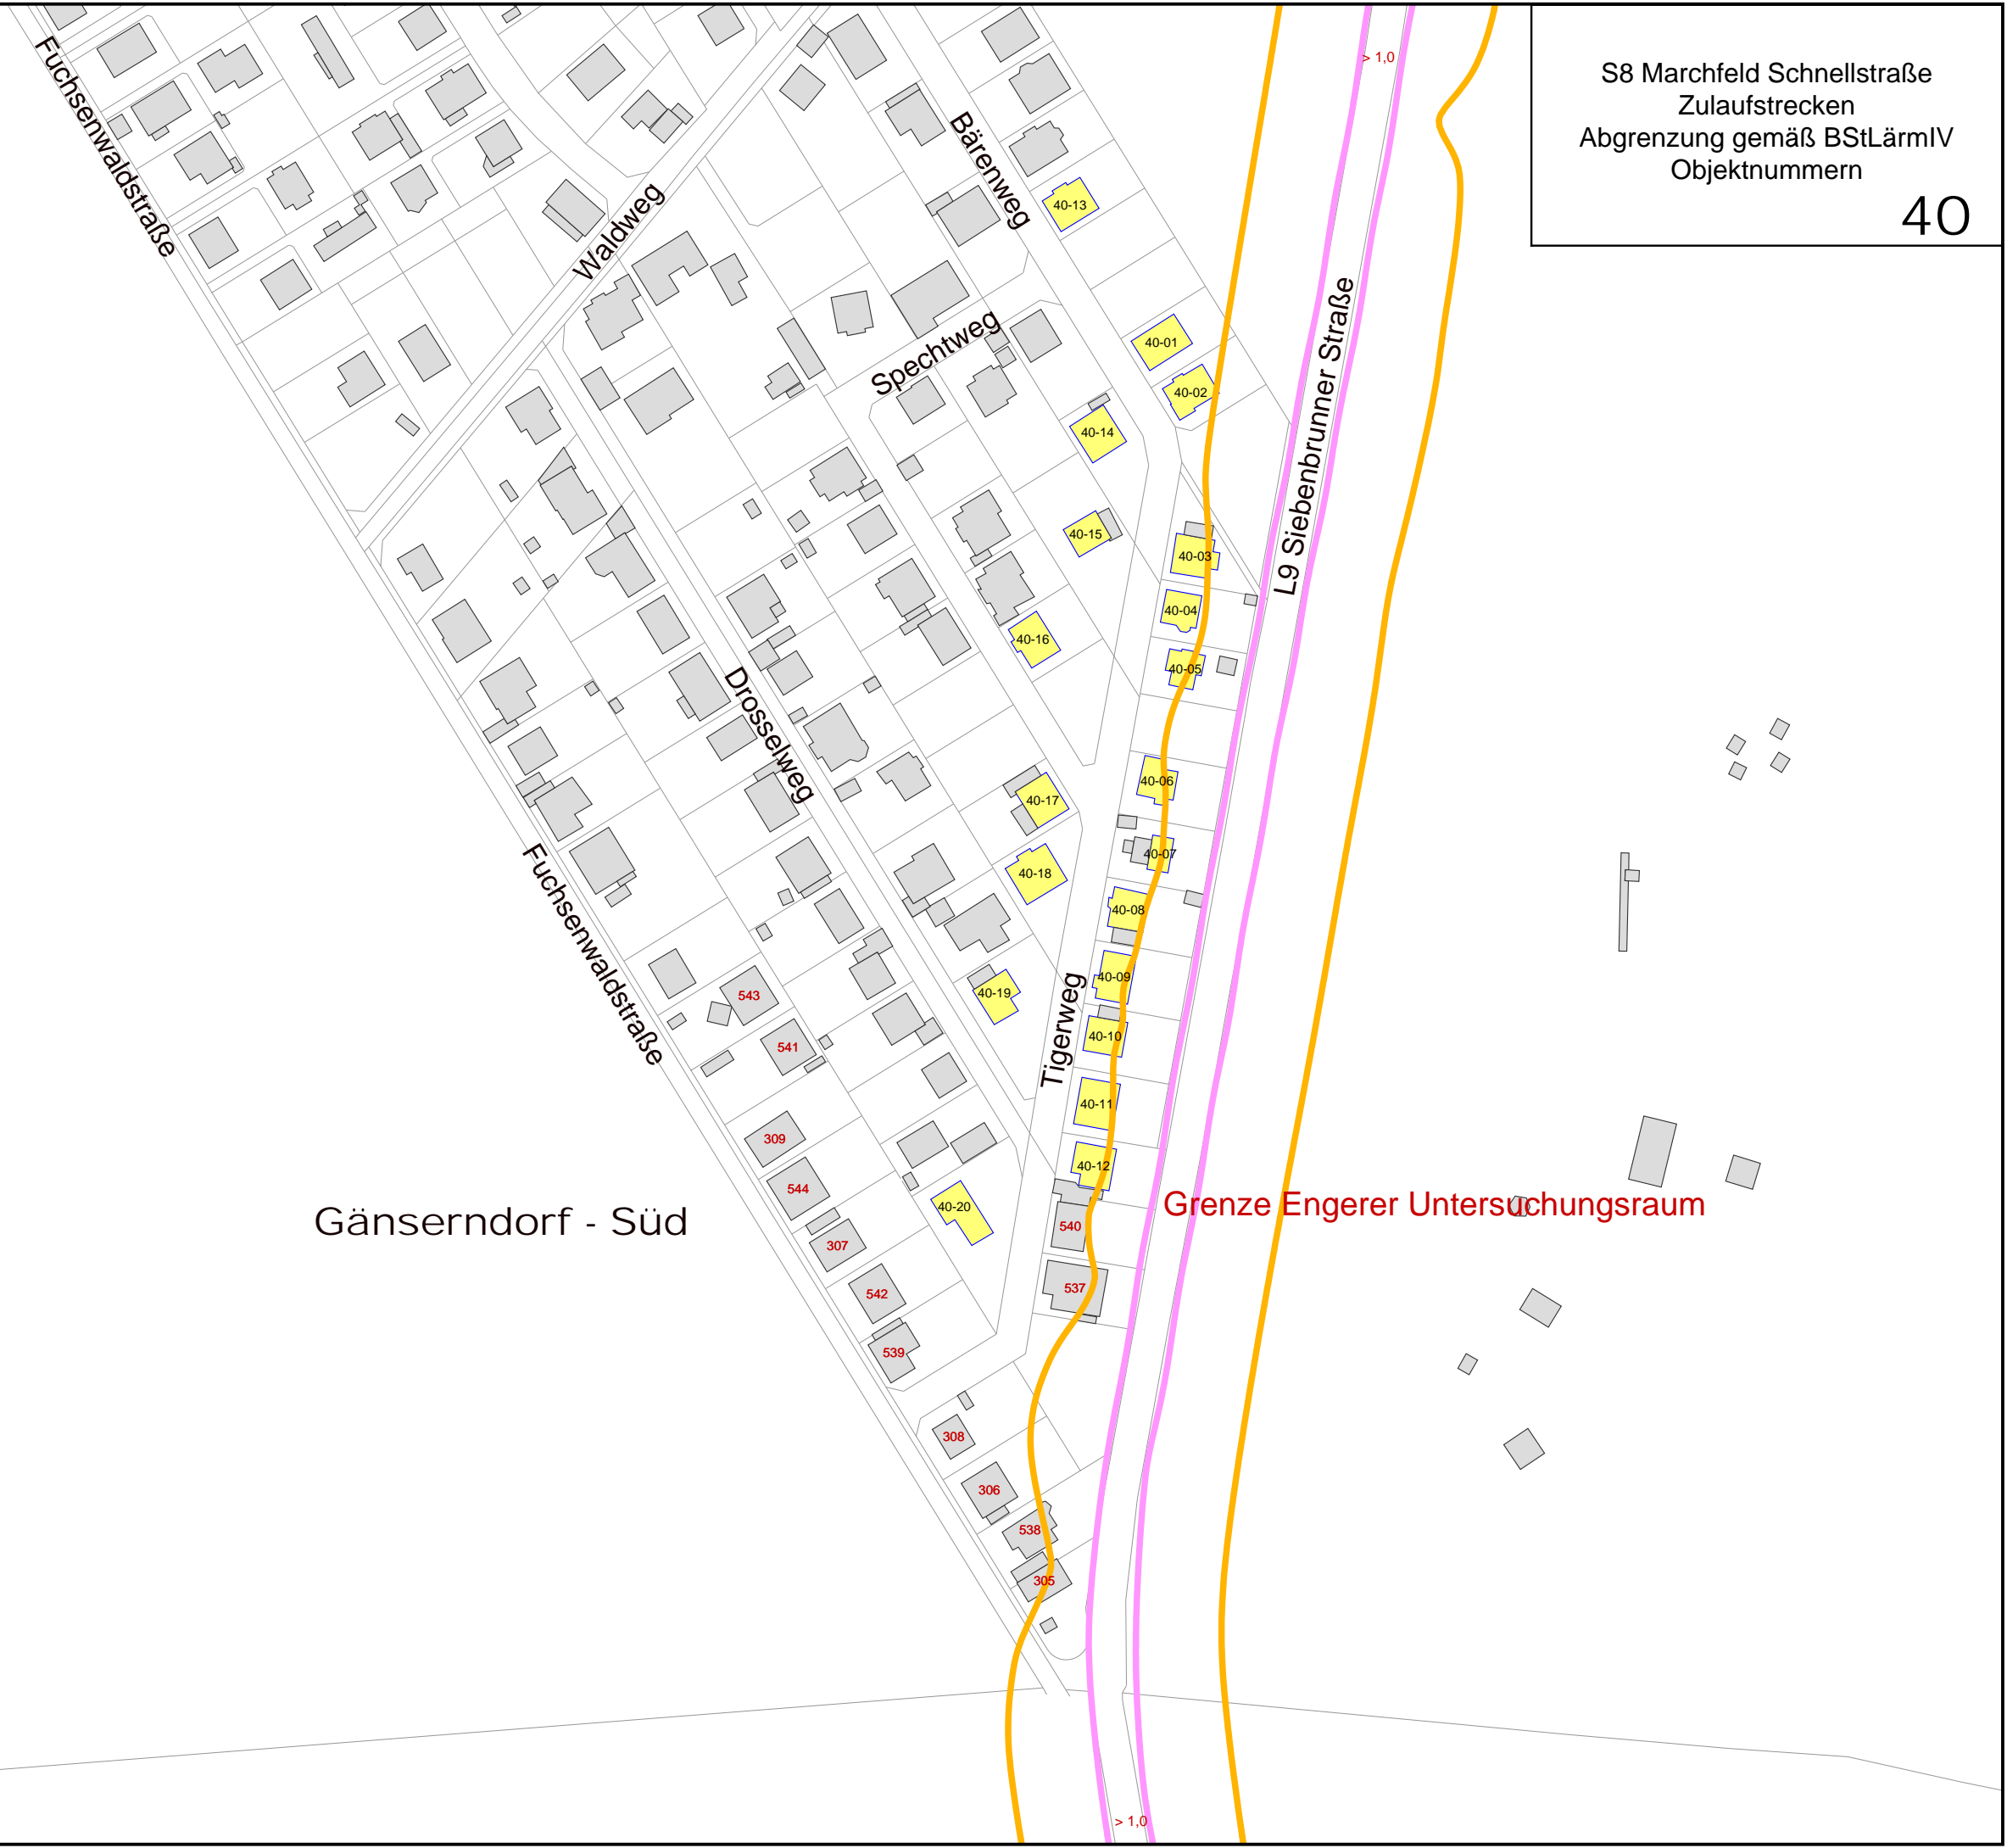 S8 Marchfeld Schnellstraße
Zulaufstrecken
Abgrenzung gemäß BStLärmIV
Objektnummern
40
> 1,0
Fuchsenwaldstraße
Waldweg
Bärenweg
Spechtweg
L9 Siebenbrunner Straße
40-13
40-01
40-02
40-14
40-15
40-03
40-04
40-16
40-05
Drosselweg
40-06
40-17
40-07
40-18
40-08
Fuchsenwaldstraße
40-09
543
40-19
40-10
Tigerweg
541
40-11
309
40-12
544
40-20
Grenze Engerer Untersuchungsraum
Gänserndorf - Süd
540
307
537
542
539
308
306
538
305
> 1,0